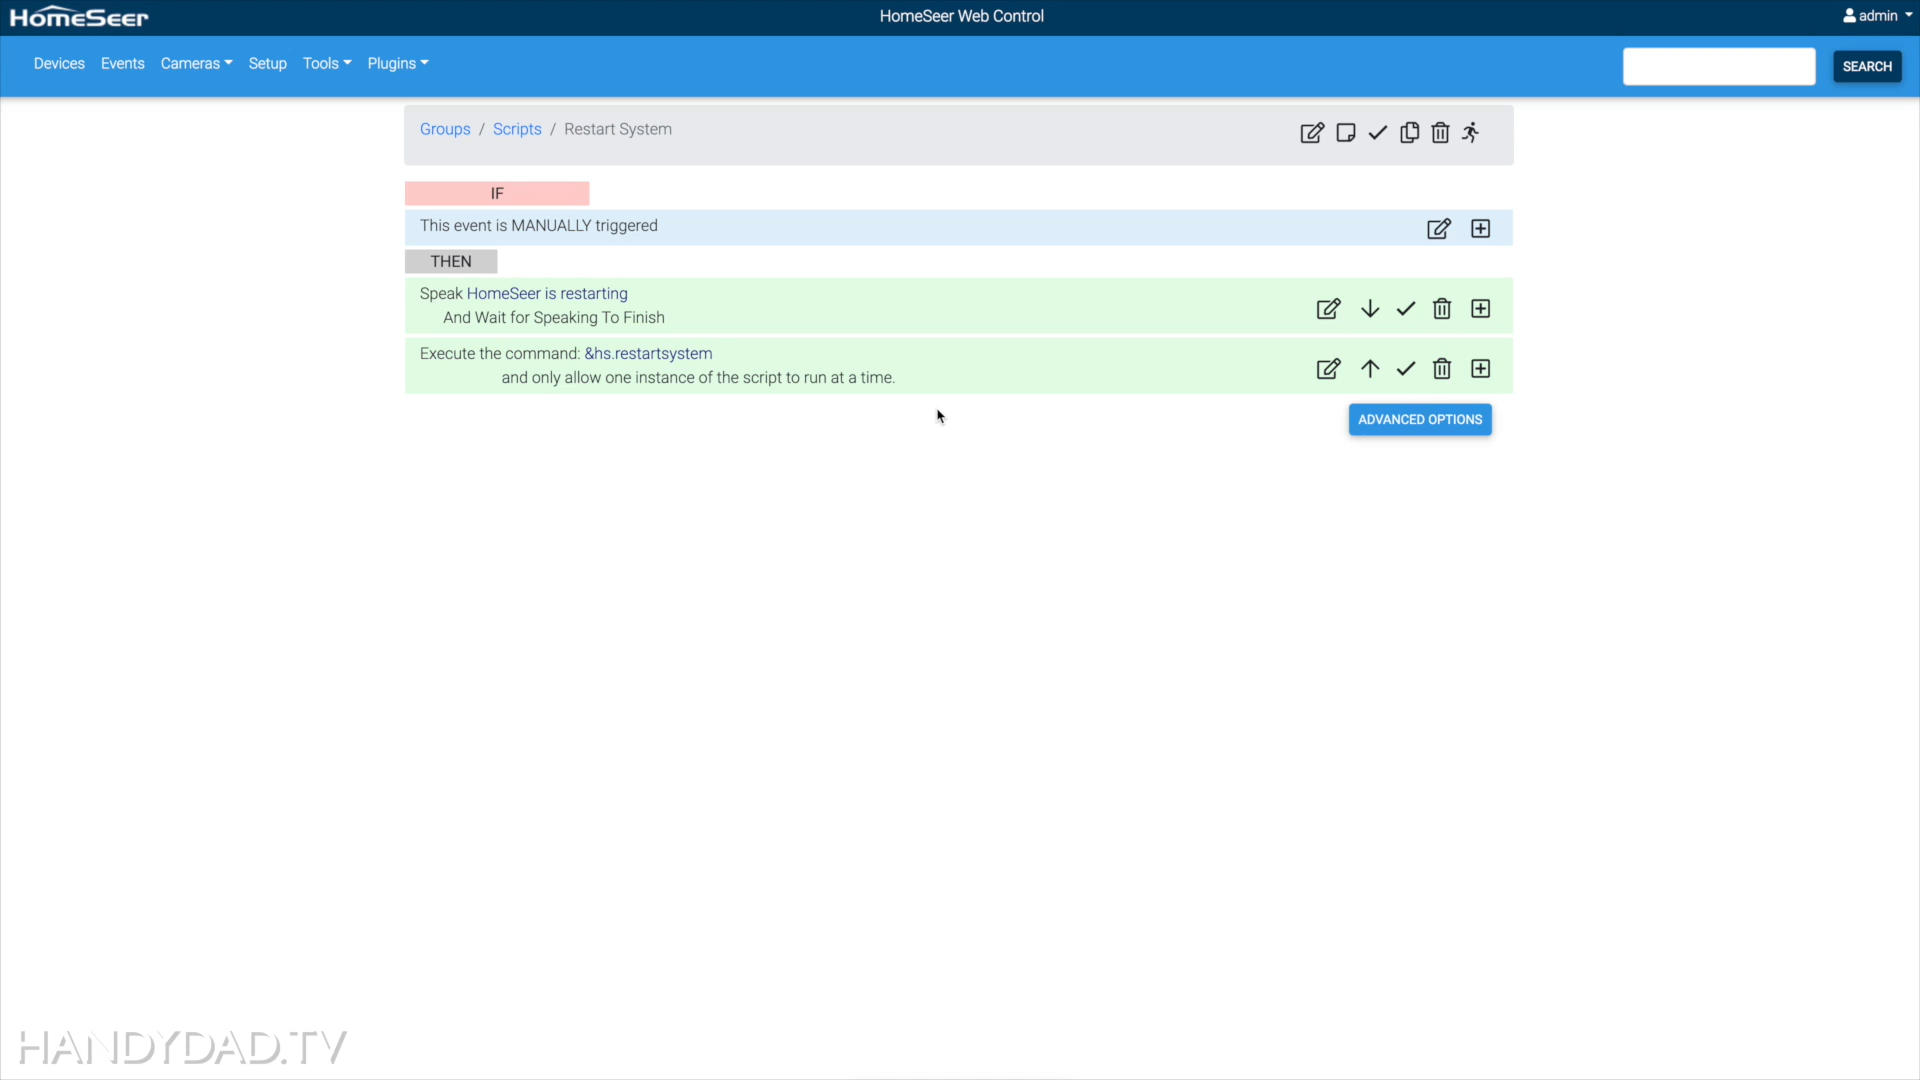 HomeSeer
HomeSeer Web Control
admin
Devices
Events
Cameras
Setup
Tools
Plugins
SEARCH
Groups / Scripts / Restart System
IF
This event is MANUALLY triggered
THEN
Speak HomeSeer is restarting
And Wait for Speaking To Finish
Execute the command: &hs.restartsystem
and only allow one instance of the script to run at a time.
ADVANCED OPTIONS
HANDYDAD.TV